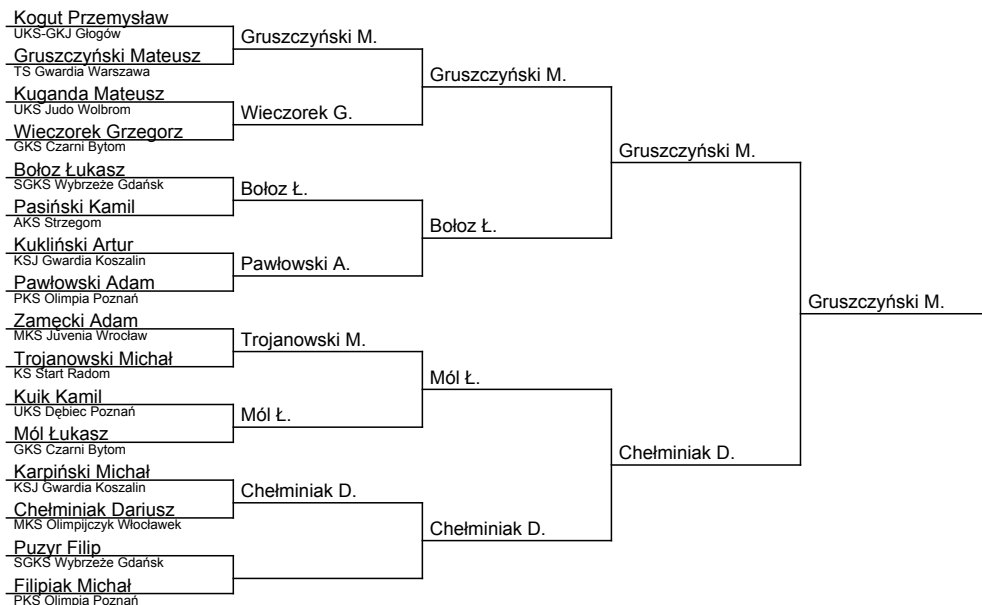 Kogut Przemysław
UKS-GKJ Głogów
Gruszczyński Mateusz
TS Gwardia Warszawa
Kuganda Mateusz
UKS Judo Wolbrom
Wieczorek Grzegorz
GKS Czarni Bytom
Bołoz Łukasz
SGKS Wybrzeże Gdańsk
Pasiński Kamil
AKS Strzegom
Kukliński Artur
KSJ Gwardia Koszalin
Pawłowski Adam
PKS Olimpia Poznań
Zamęcki Adam
MKS Juvenia Wrocław
Trojanowski Michał
KS Start Radom
Kuik Kamil
UKS Dębiec Poznań
Mól Łukasz
GKS Czarni Bytom
Karpiński Michał
KSJ Gwardia Koszalin
Chełminiak Dariusz
MKS Olimpijczyk Włocławek
Puzyr Filip
SGKS Wybrzeże Gdańsk
Filipiak Michał
PKS Olimpia Poznań
Gruszczyński M.
Wieczorek G.
Bołoz Ł.
Pawłowski A.
Trojanowski M.
Mól Ł.
Chełminiak D.
Gruszczyński M.
Bołoz Ł.
Mól Ł.
Chełminiak D.
Gruszczyński M.
Chełminiak D.
Gruszczyński M.